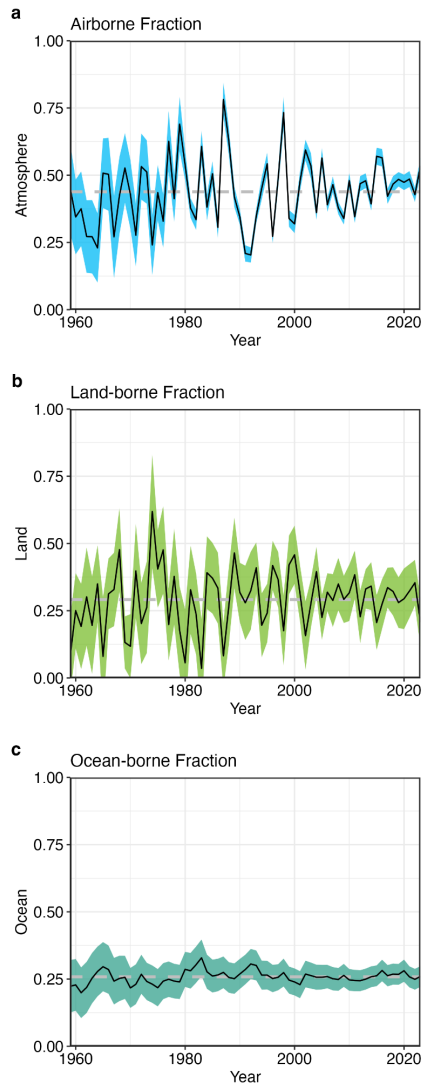 a
Airborne Fraction
1.00
0.75
0.50
0.25
0.00
Atmosphere
1960 1980 2000 2020
Year
b
Land-borne Fraction
1.00
0.75
0.50
0.25
0.00
Land
1960 1980 2000 2020
Year
c
Ocean-borne Fraction
1.00
0.75
0.50
0.25
0.00
Ocean
1960 1980 2000 2020
Year